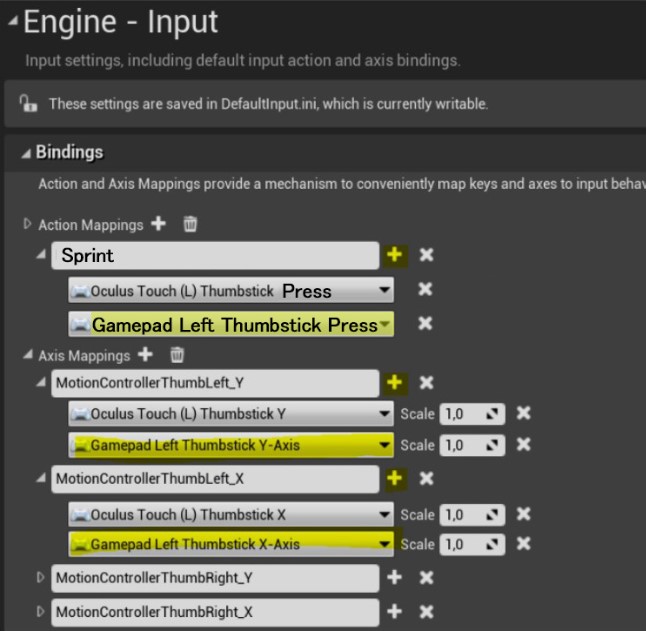 Engine - Input
Input settings, including default input action and axis bindings.
These settings are saved in DefaultInput.ini, which is currently writable.
Bindings
Action and Axis Mappings provide a mechanism to conveniently map keys and axes to input behav
Action Mappings
Sprint
Oculus Touch (L) Thumbstick Press
Gamepad Left Thumbstick Press
Axis Mappings
MotionControllerThumbLeft_Y
Oculus Touch (L) Thumbstick Y Scale 1,0
Gamepad Left Thumbstick Y-Axis Scale 1,0
MotionControllerThumbLeft_X
Oculus Touch (L) Thumbstick X Scale 1,0
Gamepad Left Thumbstick X-Axis Scale 1,0
MotionControllerThumbRight_Y
MotionControllerThumbRight_X